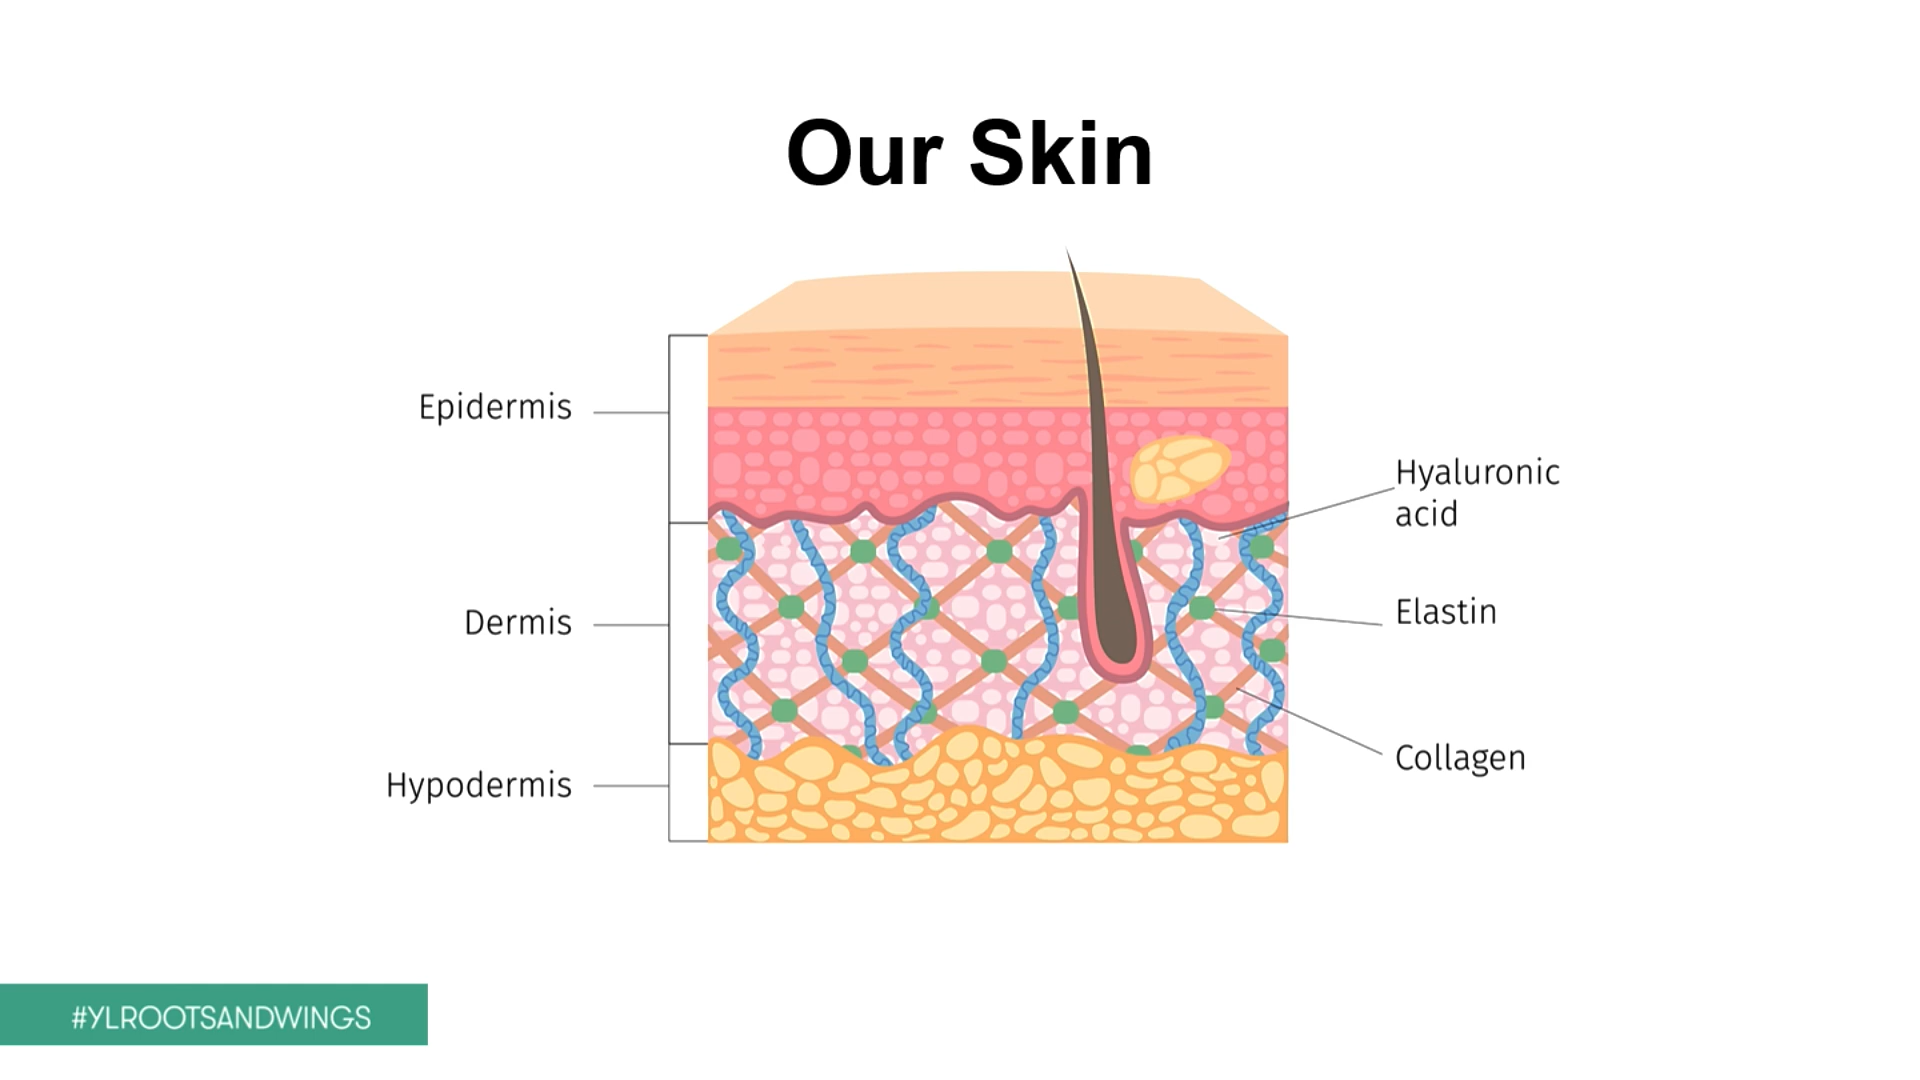 Our Skin
Epidermis
Hyaluronic
acid
Elastin
Dermis
Collagen
Hypodermis
#YLROOTSANDWINGS